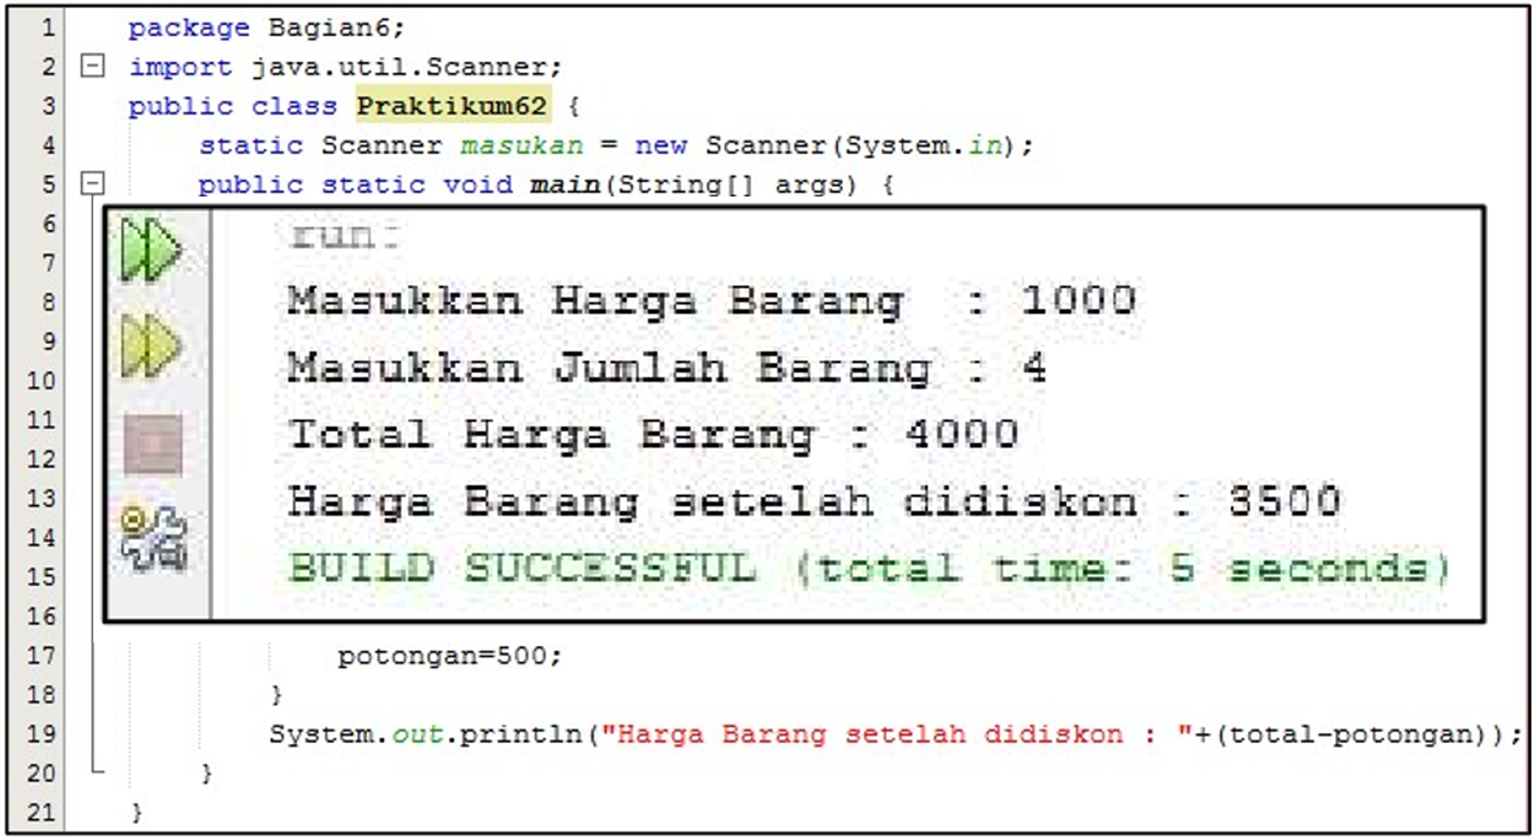 1 package Bagian6;
2 import java.util.Scanner;
3 public class Praktikum62 {
4 static Scanner masukan = new Scanner(System.in);
5 public static void main(String[] args) {
6
7
8
9
10
11
12
13
14
15
16
run:
Masukkan Harga Barang  : 1000
Masukkan Jumlah Barang : 4
Total Harga Barang : 4000
Harga Barang setelah didiskon : 3500
BUILD SUCCESSFUL (total time: 5 seconds)
17 potongan=500;
18 }
19 System.out.println("Harga Barang setelah didiskon : "+(total-potongan));
20 }
21 }